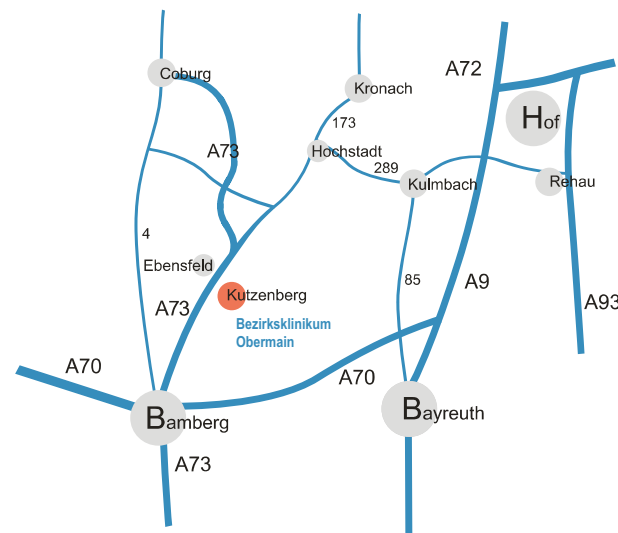 A72
Coburg
Kronach
Hof
173
A73
Hochstadt
289
Kulmbach
Rehau
4
Ebensfeld
85
A9
Kutzenberg
A73
A93
Bezirksklinikum
Obermain
A70
A70
Bamberg
Bayreuth
A73